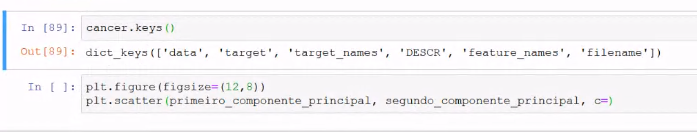 In [89]: cancer.keys()
Out[89]: dict_keys(['data', 'target', 'target_names', 'DESCR', 'feature_names', 'filename'])
In [ ]: plt.figure(figsize=(12,8))
plt.scatter(primeiro_componente_principal, segundo_componente_principal, c=)